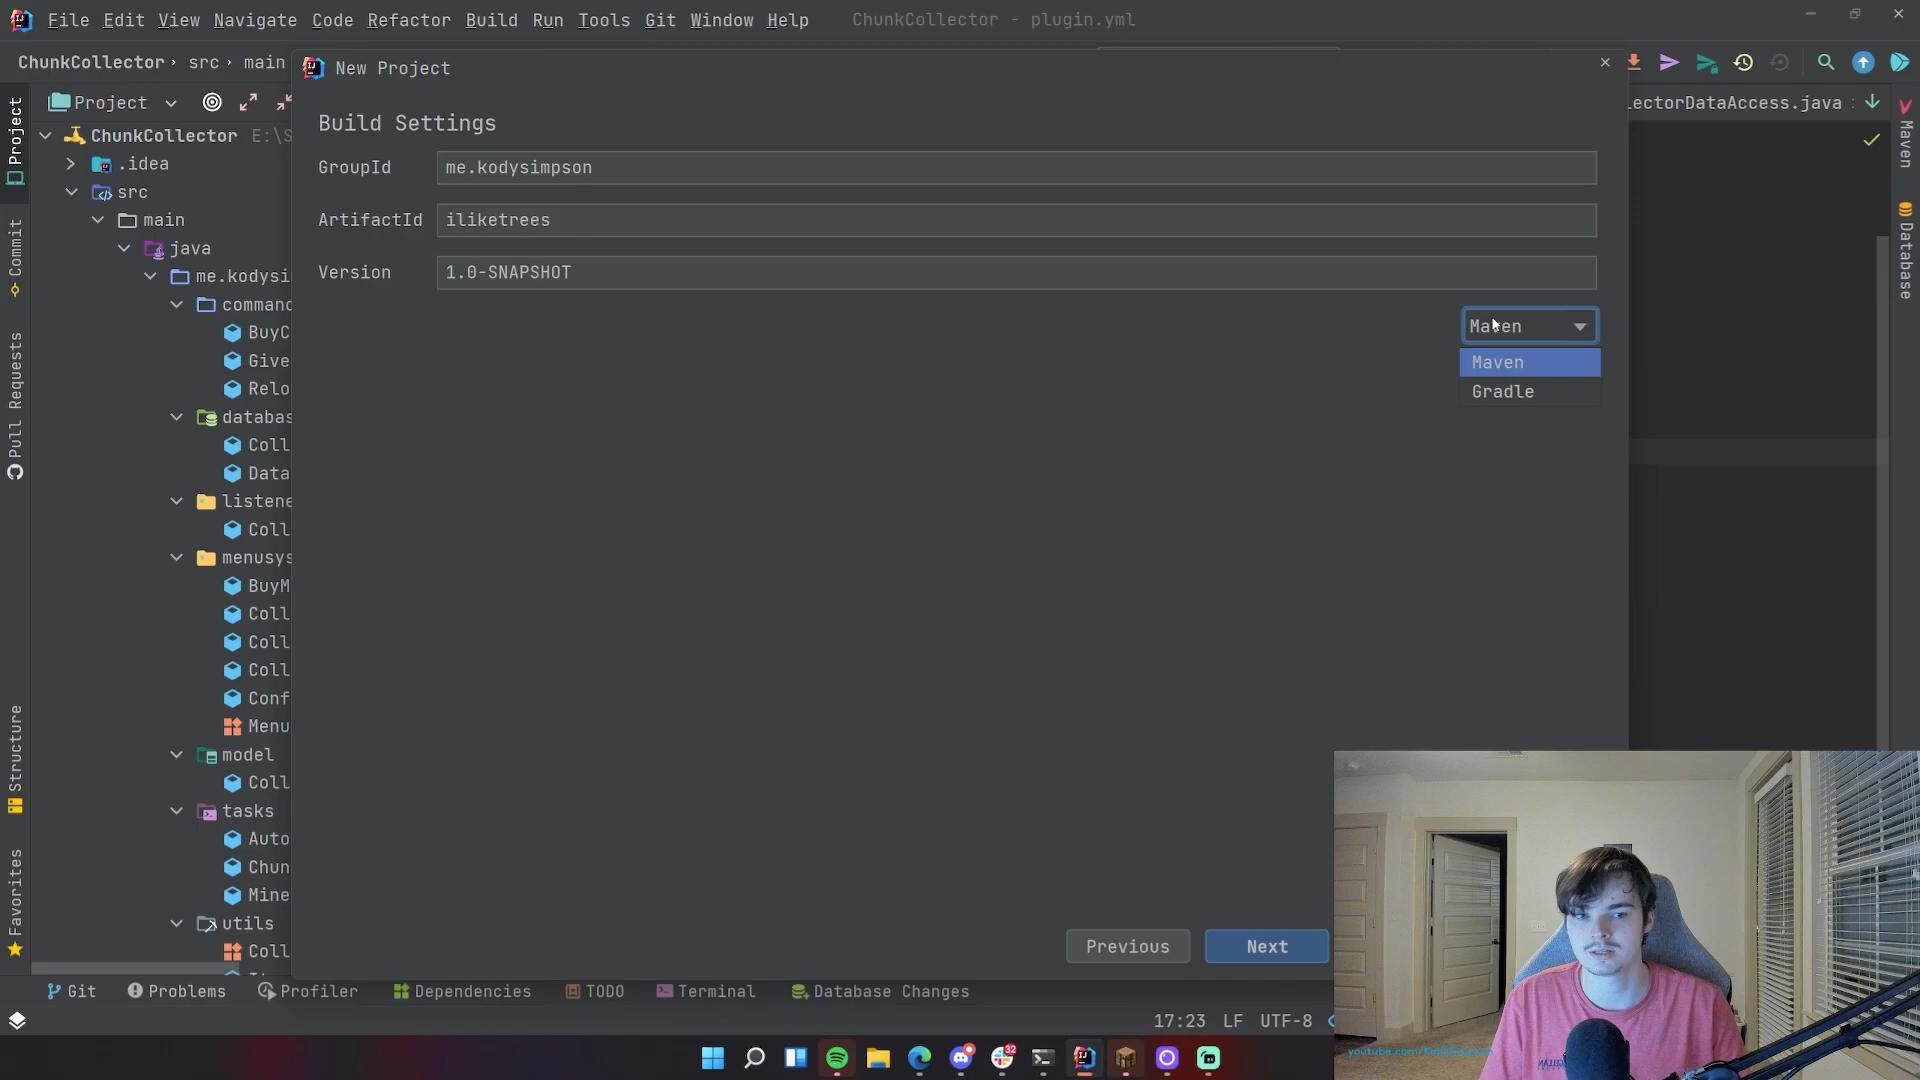 File Edit View Navigate Code Refactor Build Run Tools Git Window Help ChunkCollector - plugin.yml
ChunkCollector › src › main
New Project
Project
ectorDataAccess.java
Build Settings
ChunkCollector E:\S
GroupId me.kodysimpson
.idea
src
ArtifactId iliketrees
main
java
Version 1.0-SNAPSHOT
me.kodysi
command
Maven
BuyC
Maven
Give
Gradle
Relo
databas
Coll
Data
listene
Coll
menusys
BuyM
Coll
Coll
Coll
Conf
Menu
model
Coll
tasks
Auto
Chun
Mine
utils
Coll
Previous Next
Project
Commit
Pull Requests
Structure
Favorites
Maven
Database
Git Problems Profiler Dependencies TODO Terminal Database Changes
17:23 LF UTF-8
32